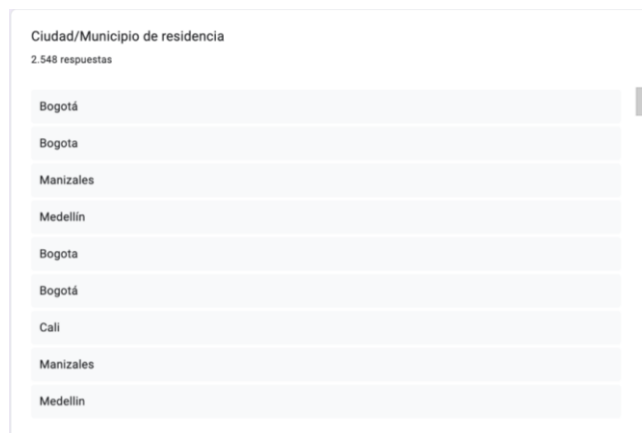 Ciudad/Municipio de residencia
2.548 respuestas
Bogotá
Bogota
Manizales
Medellín
Bogota
Bogotá
Cali
Manizales
Medellin